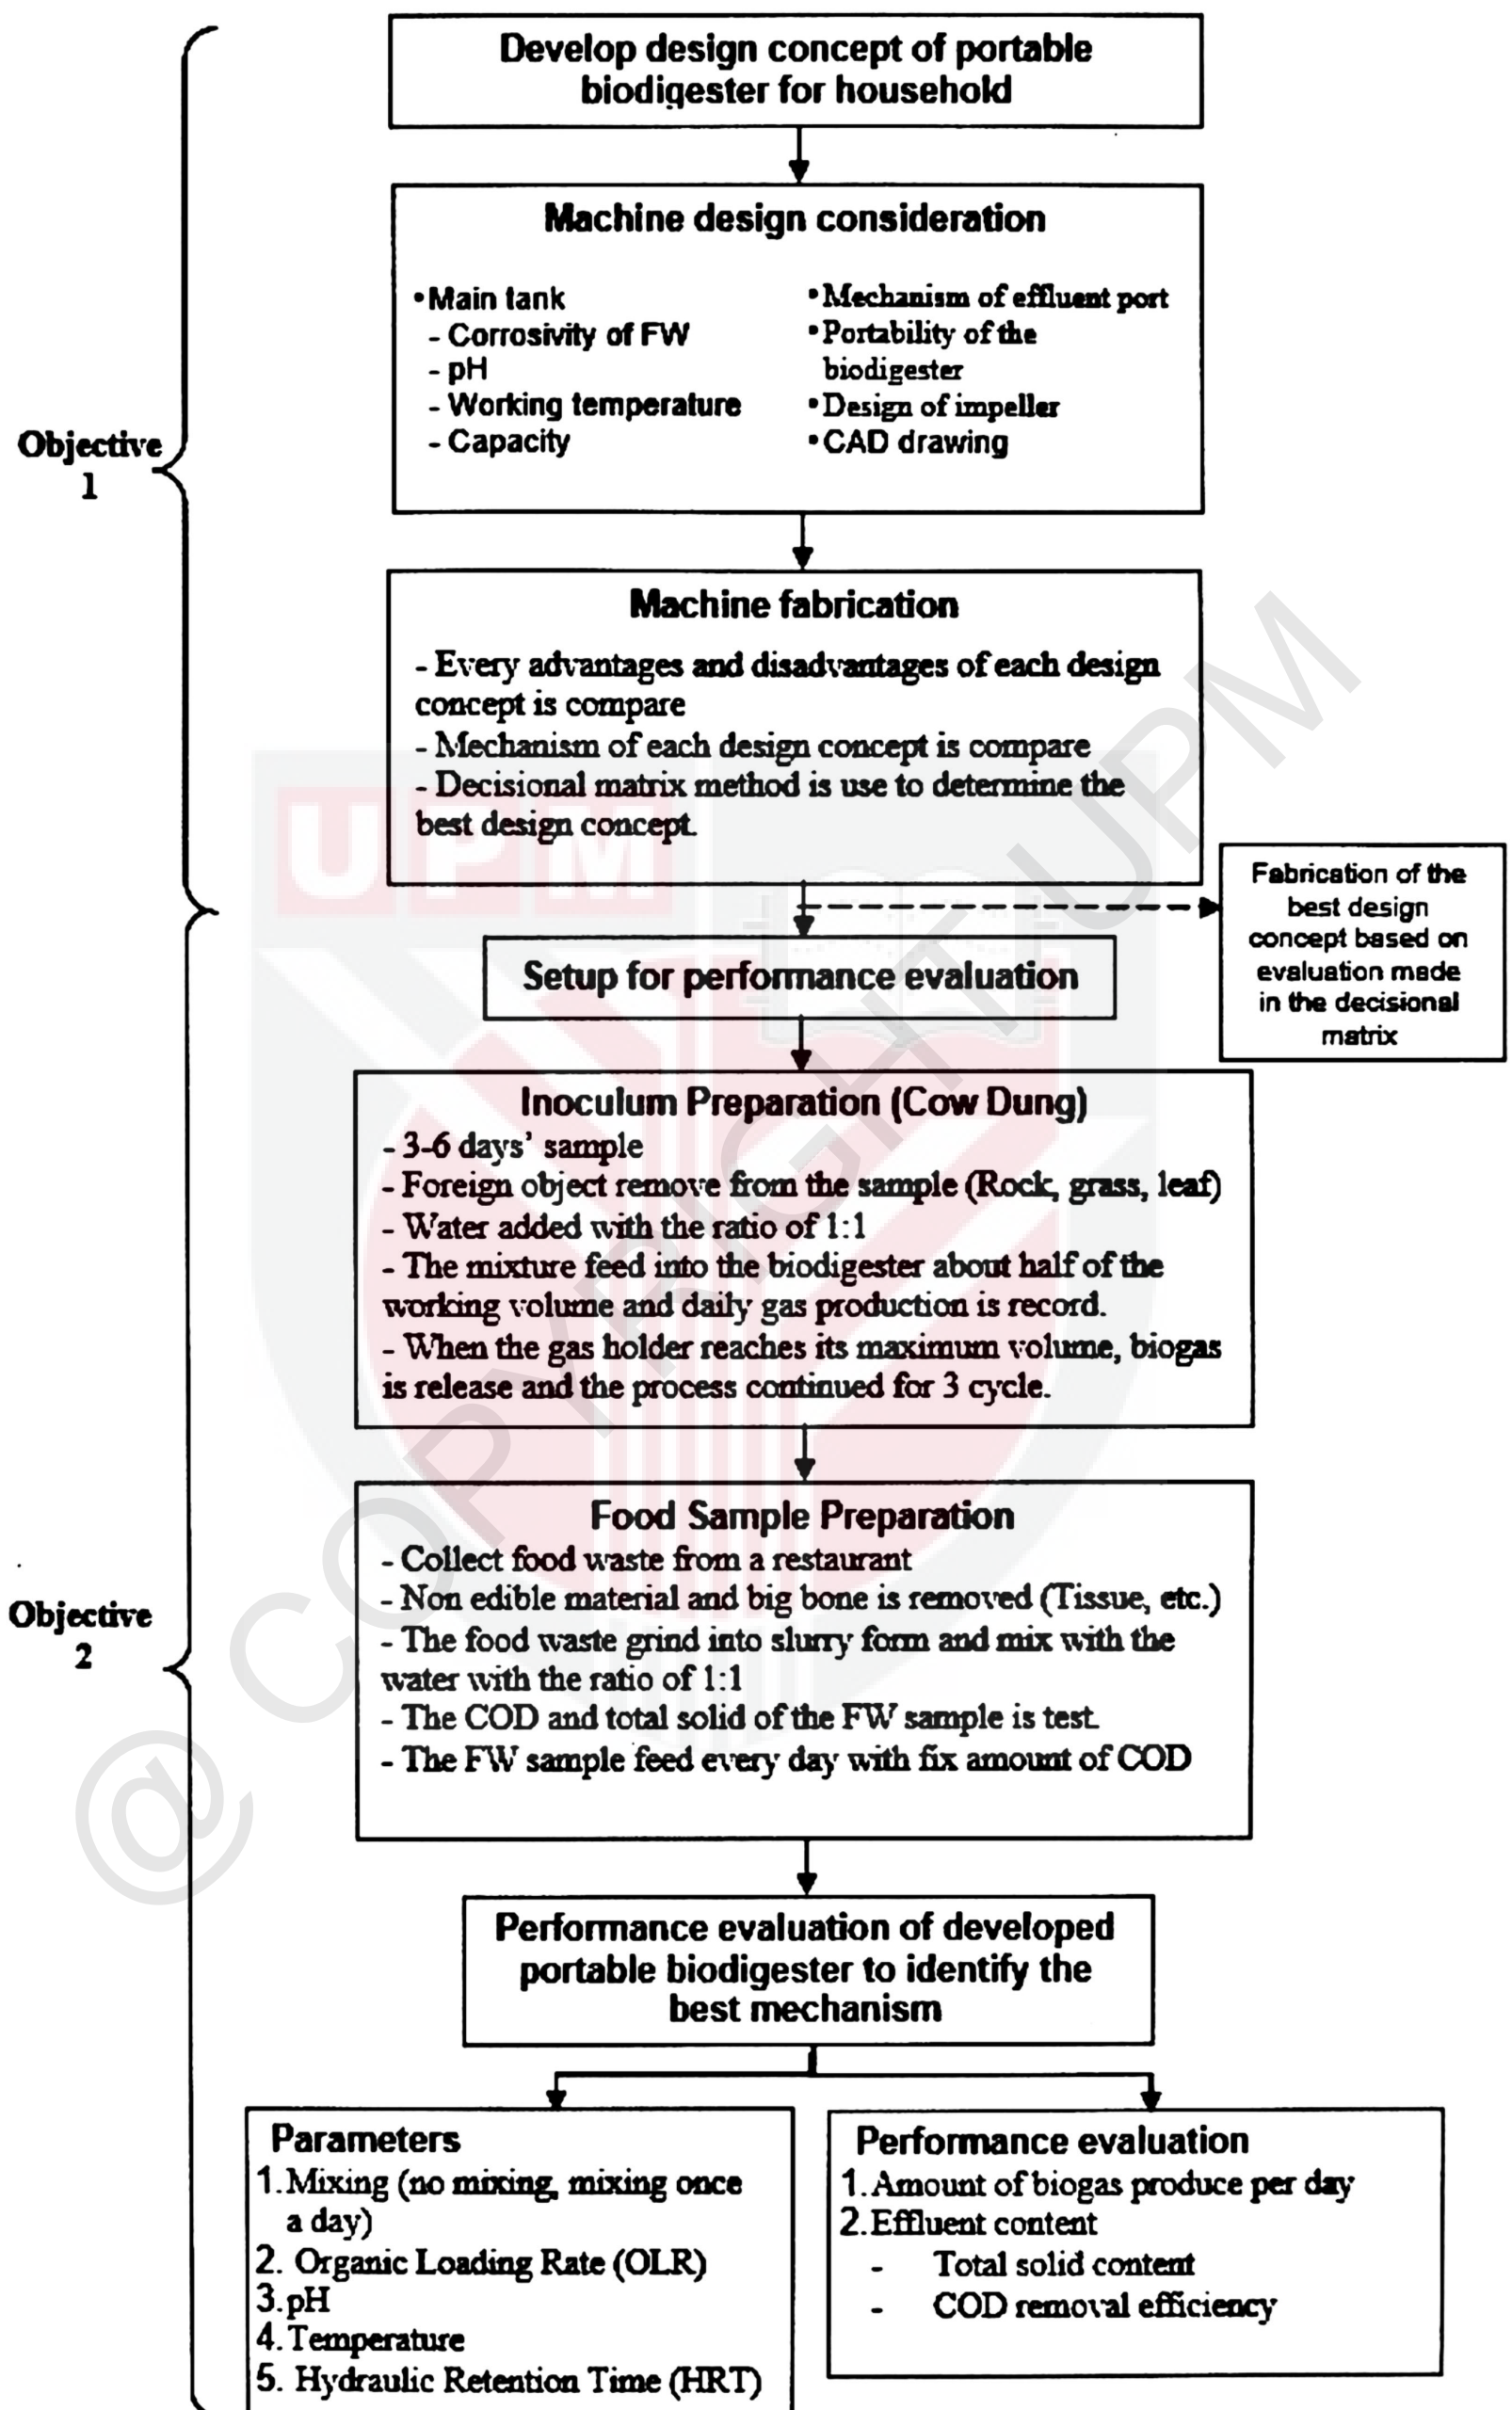 Develop design concept of portable
biodigester for household
Machine design consideration
•Main tank
- Corrosivity of FW
- pH
- Working temperature
- Capacity
•Mechanism of effluent port
•Portability of the
biodigester
•Design of impeller
•CAD drawing
Objective
1
Machine fabrication
- Every advantages and disadvantages of each design
concept is compare
- Mechanism of each design concept is compare
- Decisional matrix method is use to determine the
best design concept.
Fabrication of the
best design
concept based on
evaluation made
in the decisional
matrix
Setup for performance evaluation
Inoculum Preparation (Cow Dung)
- 3-6 days’ sample
- Foreign object remove from the sample (Rock, grass, leaf)
- Water added with the ratio of 1:1
- The mixture feed into the biodigester about half of the
working volume and daily gas production is record.
- When the gas holder reaches its maximum volume, biogas
is release and the process continued for 3 cycle.
Food Sample Preparation
- Collect food waste from a restaurant
- Non edible material and big bone is removed (Tissue, etc.)
- The food waste grind into slurry form and mix with the
water with the ratio of 1:1
- The COD and total solid of the FW sample is test.
- The FW sample feed every day with fix amount of COD
Objective
2
Performance evaluation of developed
portable biodigester to identify the
best mechanism
Parameters
1.Mixing (no mixing, mixing once
a day)
2. Organic Loading Rate (OLR)
3.pH
4.Temperature
5. Hydraulic Retention Time (HRT)
Performance evaluation
1.Amount of biogas produce per day
2.Effluent content
- Total solid content
- COD removal efficiency
UPM
@ COPYRIGHT UPM